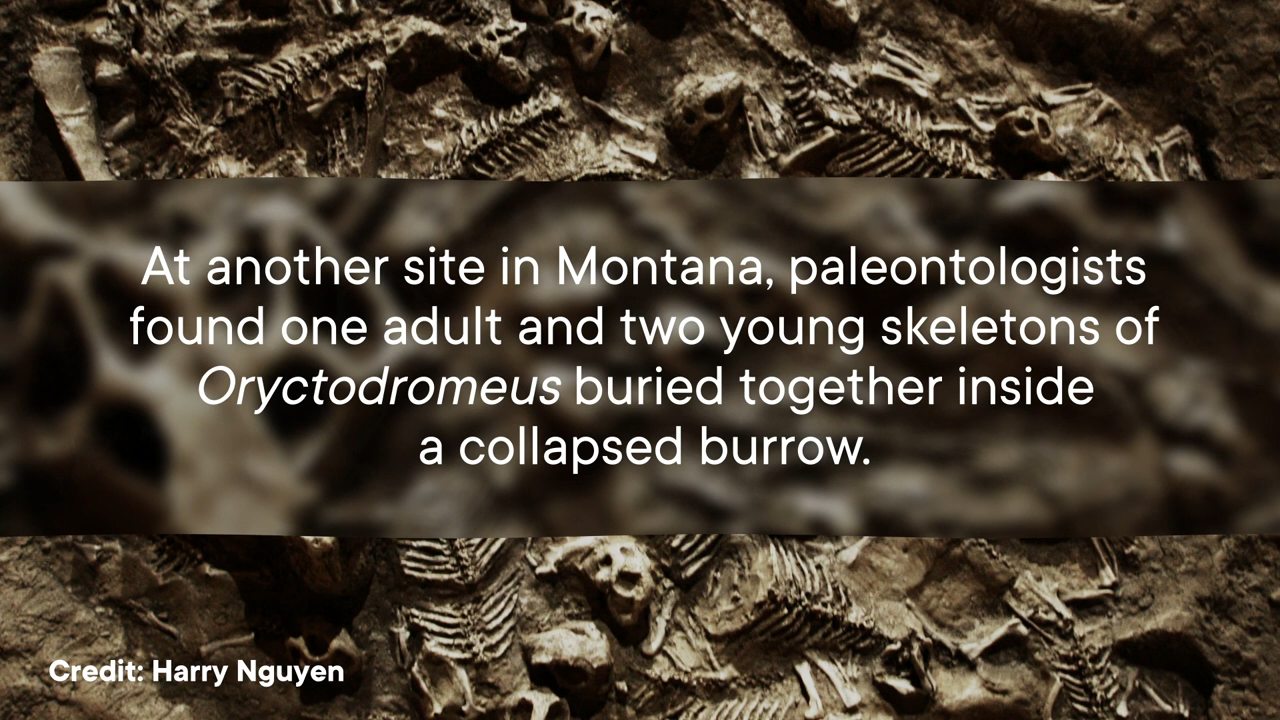 At another site in Montana, paleontologists
found one adult and two young skeletons of
Oryctodromeus buried together inside
a collapsed burrow.
Credit: Harry Nguyen